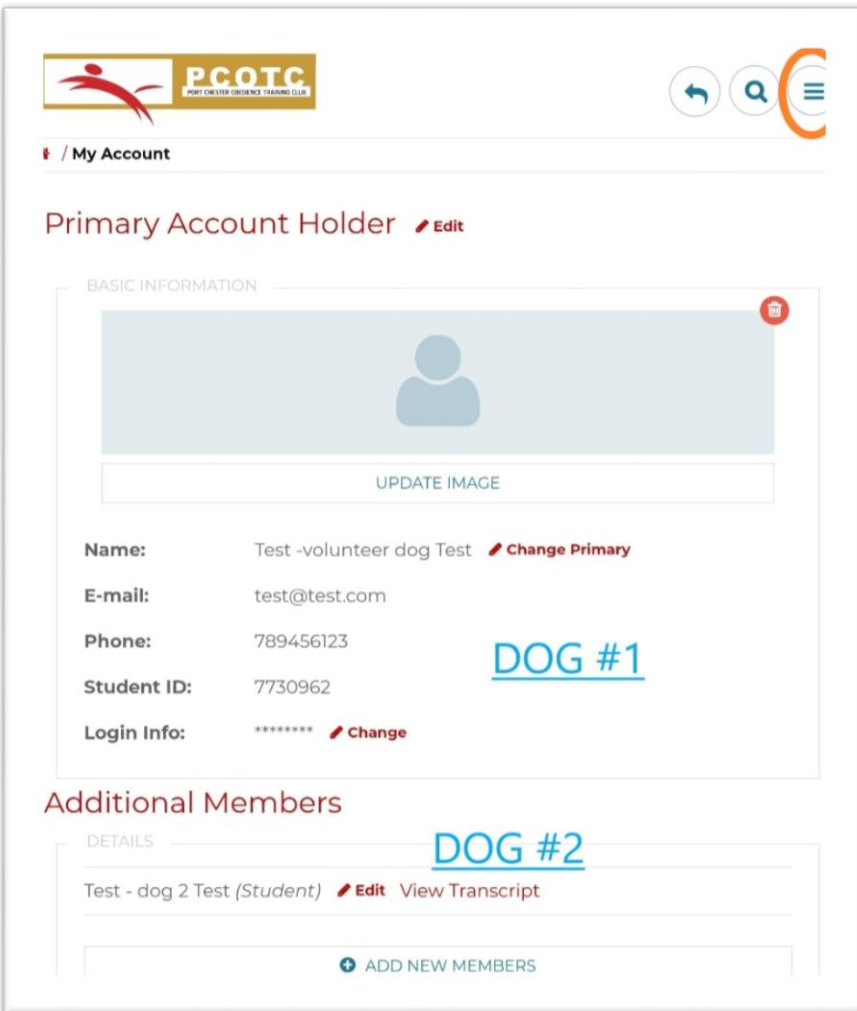 PCOTC
PORT CHESTER OBEDIENCE TRAINING CLUB
/ My Account
Primary Account Holder Edit
BASIC INFORMATION
UPDATE IMAGE
Name: Test -volunteer dog Test Change Primary
E-mail: test@test.com
Phone: 789456123
DOG #1
Student ID: 7730962
Login Info: ******** Change
Additional Members
DETAILS
DOG #2
Test - dog 2 Test (Student) Edit View Transcript
ADD NEW MEMBERS